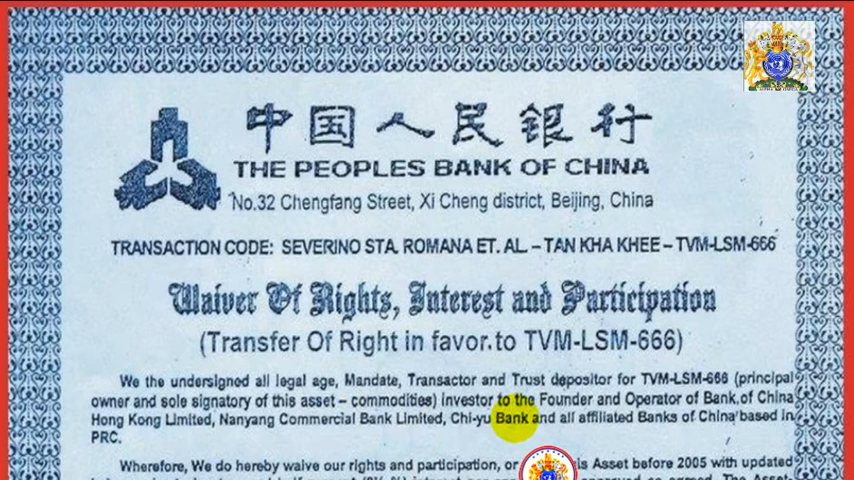 中国人民银行
THE PEOPLES BANK OF CHINA
No.32 Chengfang Street, Xi Cheng district, Beijing, China
TRANSACTION CODE: SEVERINO STA. ROMANA ET. AL. – TAN KHA KHEE – TVM-LSM-666
Waiver Of Rights, Interest and Participation
(Transfer Of Right in favor.to TVM-LSM-666)
We the undersigned all legal age, Mandate, Transactor and Trust depositor for TVM-LSM-666 (principal
owner and sole signatory of this asset – commodities) investor to the Founder and Operator of Bank of China
Hong Kong Limited, Nanyang Commercial Bank Limited, Chi-yu Bank and all affiliated Banks of China based in
PRC.
Wherefore, We do hereby waive our rights and participation, or Asset before 2005 with updated